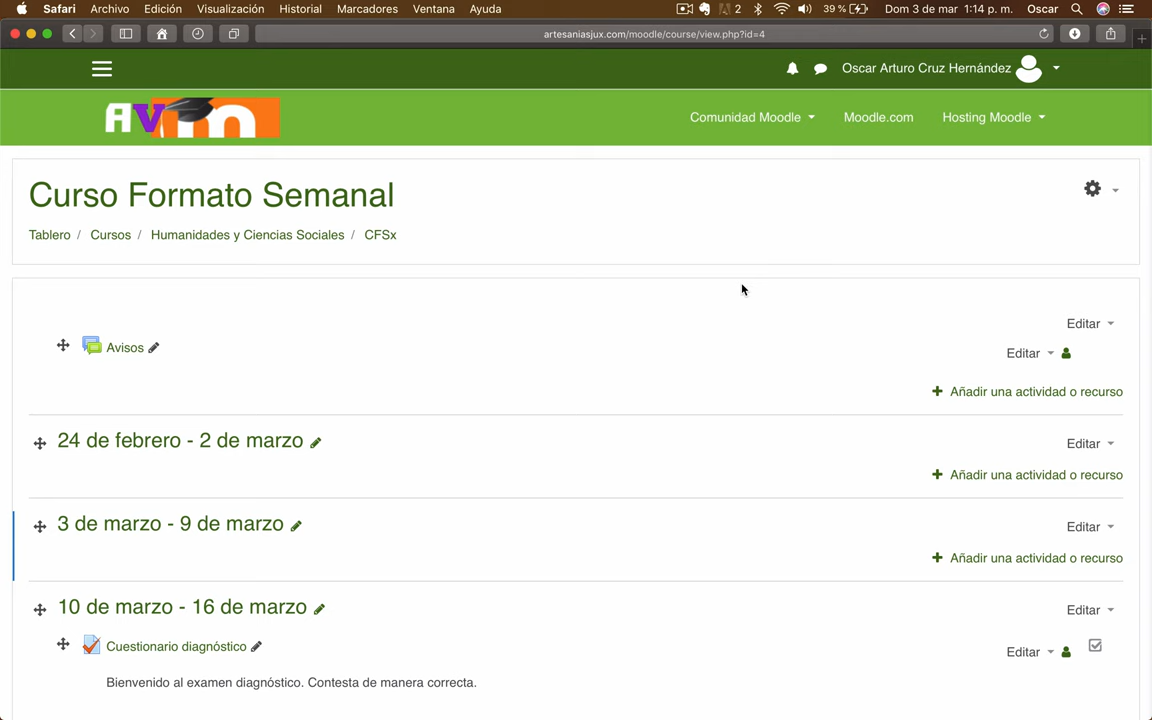 Safari Archivo Edición Visualización Historial Marcadores Ventana Ayuda 2 39 % Dom 3 de mar 1:14 p. m. Oscar
artesaniasjux.com/moodle/course/view.php?id=4
Oscar Arturo Cruz Hernández
AVIm Comunidad Moodle Moodle.com Hosting Moodle
Curso Formato Semanal
Tablero / Cursos / Humanidades y Ciencias Sociales / CFSx
Editar
Avisos Editar
+ Añadir una actividad o recurso
24 de febrero - 2 de marzo Editar
+ Añadir una actividad o recurso
3 de marzo - 9 de marzo Editar
+ Añadir una actividad o recurso
10 de marzo - 16 de marzo Editar
Cuestionario diagnóstico Editar
Bienvenido al examen diagnóstico. Contesta de manera correcta.